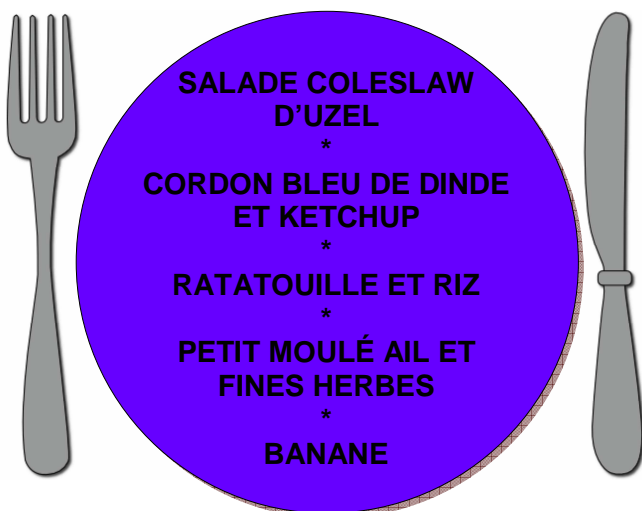 SALADE COLESLAW
D'UZEL
*
CORDON BLEU DE DINDE
ET KETCHUP
*
RATATOUILLE ET RIZ
*
PETIT MOULÉ AIL ET
FINES HERBES
*
BANANE